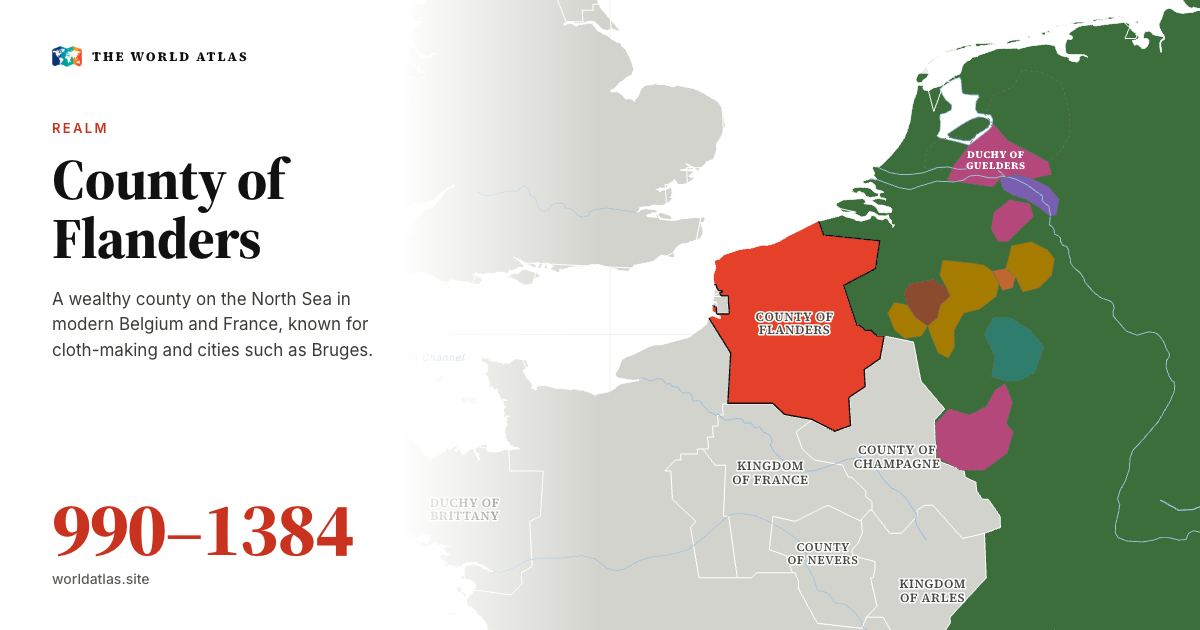 THE WORLD ATLAS
REALM
County of
Flanders
A wealthy county on the North Sea in
modern Belgium and France, known for
cloth-making and cities such as Bruges.
990–1384
worldatlas.site
DUCHY OF
GUELDERS
COUNTY OF
FLANDERS
Channel
COUNTY OF
CHAMPAGNE
KINGDOM
OF FRANCE
DUCHY OF
BRITTANY
COUNTY
OF NEVERS
KINGDOM
OF ARLES